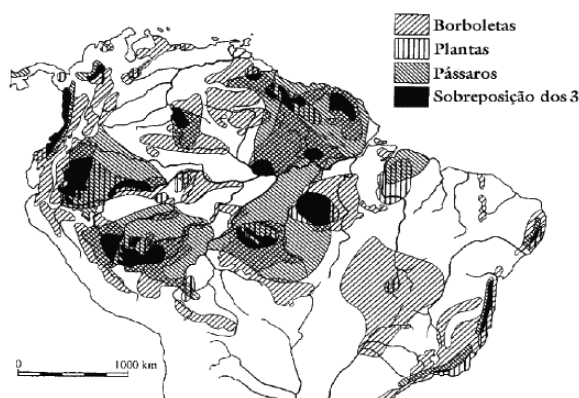 Borboletas
Plantas
Pássaros
Sobreposição dos 3
0 1000 km